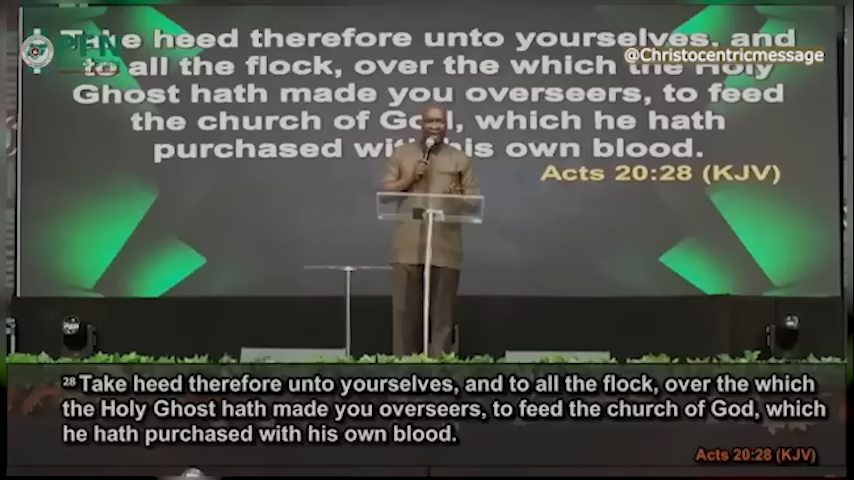 PFN
Take heed therefore unto yourselves, and
to all the flock, over the which the Holy
@Christocentricmessage
Ghost hath made you overseers, to feed
the church of God, which he hath
purchased with his own blood.
Acts 20:28 (KJV)
28 Take heed therefore unto yourselves, and to all the flock, over the which
the Holy Ghost hath made you overseers, to feed the church of God, which
he hath purchased with his own blood.
Acts 20:28 (KJV)